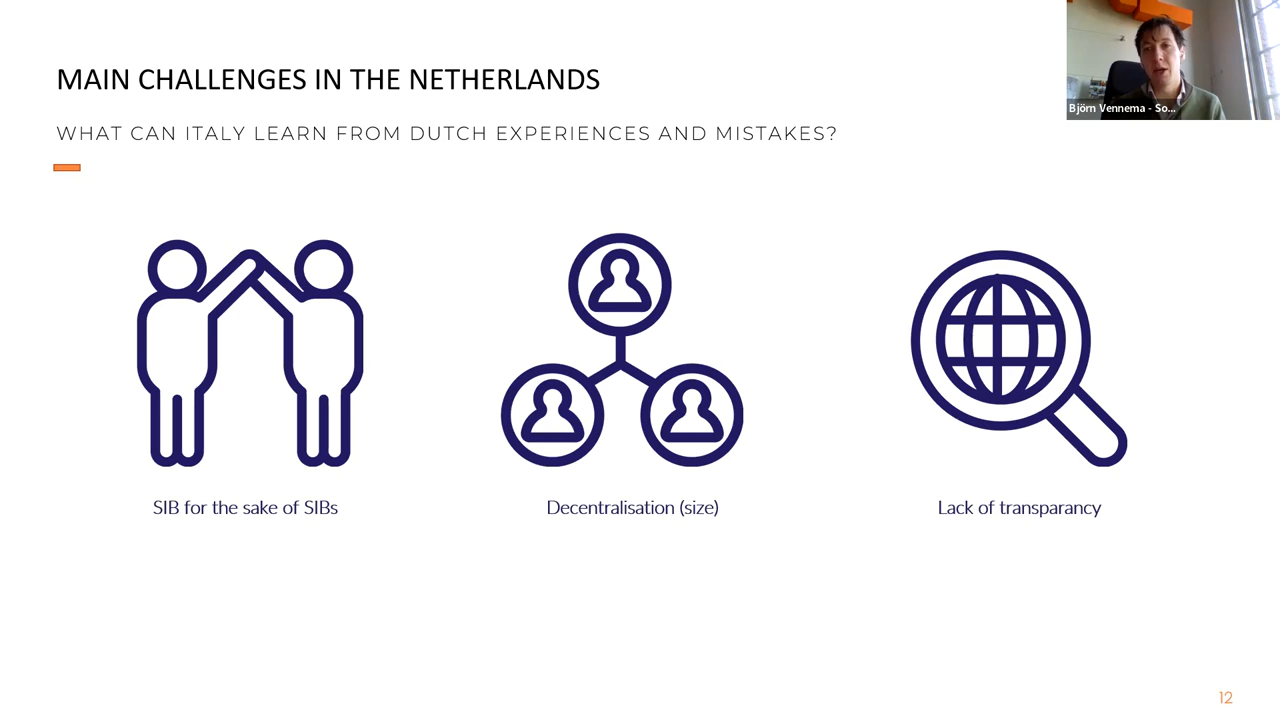 MAIN CHALLENGES IN THE NETHERLANDS
WHAT CAN ITALY LEARN FROM DUTCH EXPERIENCES AND MISTAKES?
Björn Vennema - So...
SIB for the sake of SIBs
Decentralisation (size)
Lack of transparancy
12